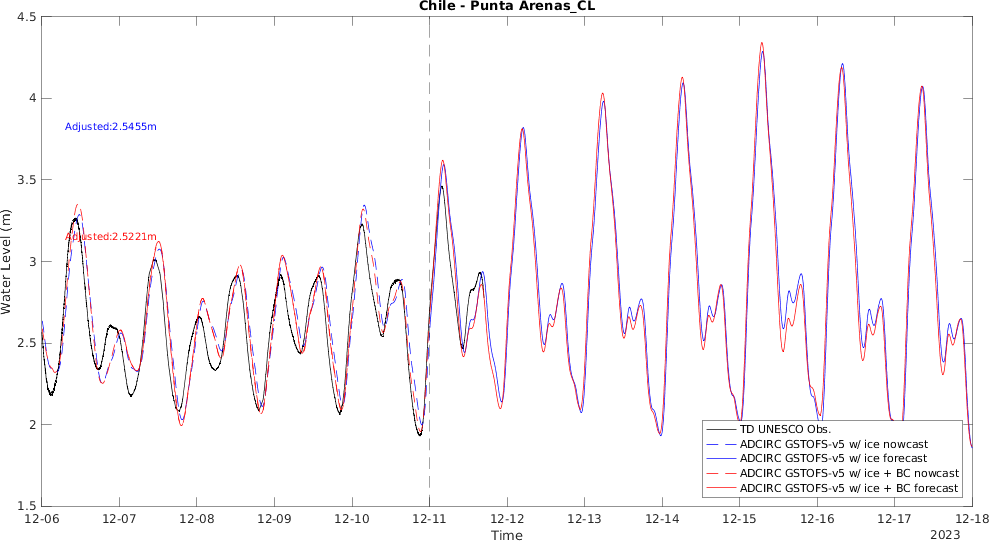 Chile - Punta Arenas_CL
4.5
4
3.5
3
2.5
2
1.5
Water Level (m)
Adjusted:2.5455m
Adjusted:2.5221m
TD UNESCO Obs.
ADCIRC GSTOFS-v5 w/ ice nowcast
ADCIRC GSTOFS-v5 w/ ice forecast
ADCIRC GSTOFS-v5 w/ ice + BC nowcast
ADCIRC GSTOFS-v5 w/ ice + BC forecast
12-06 12-07 12-08 12-09 12-10 12-11 12-12 12-13 12-14 12-15 12-16 12-17 12-18
Time
2023